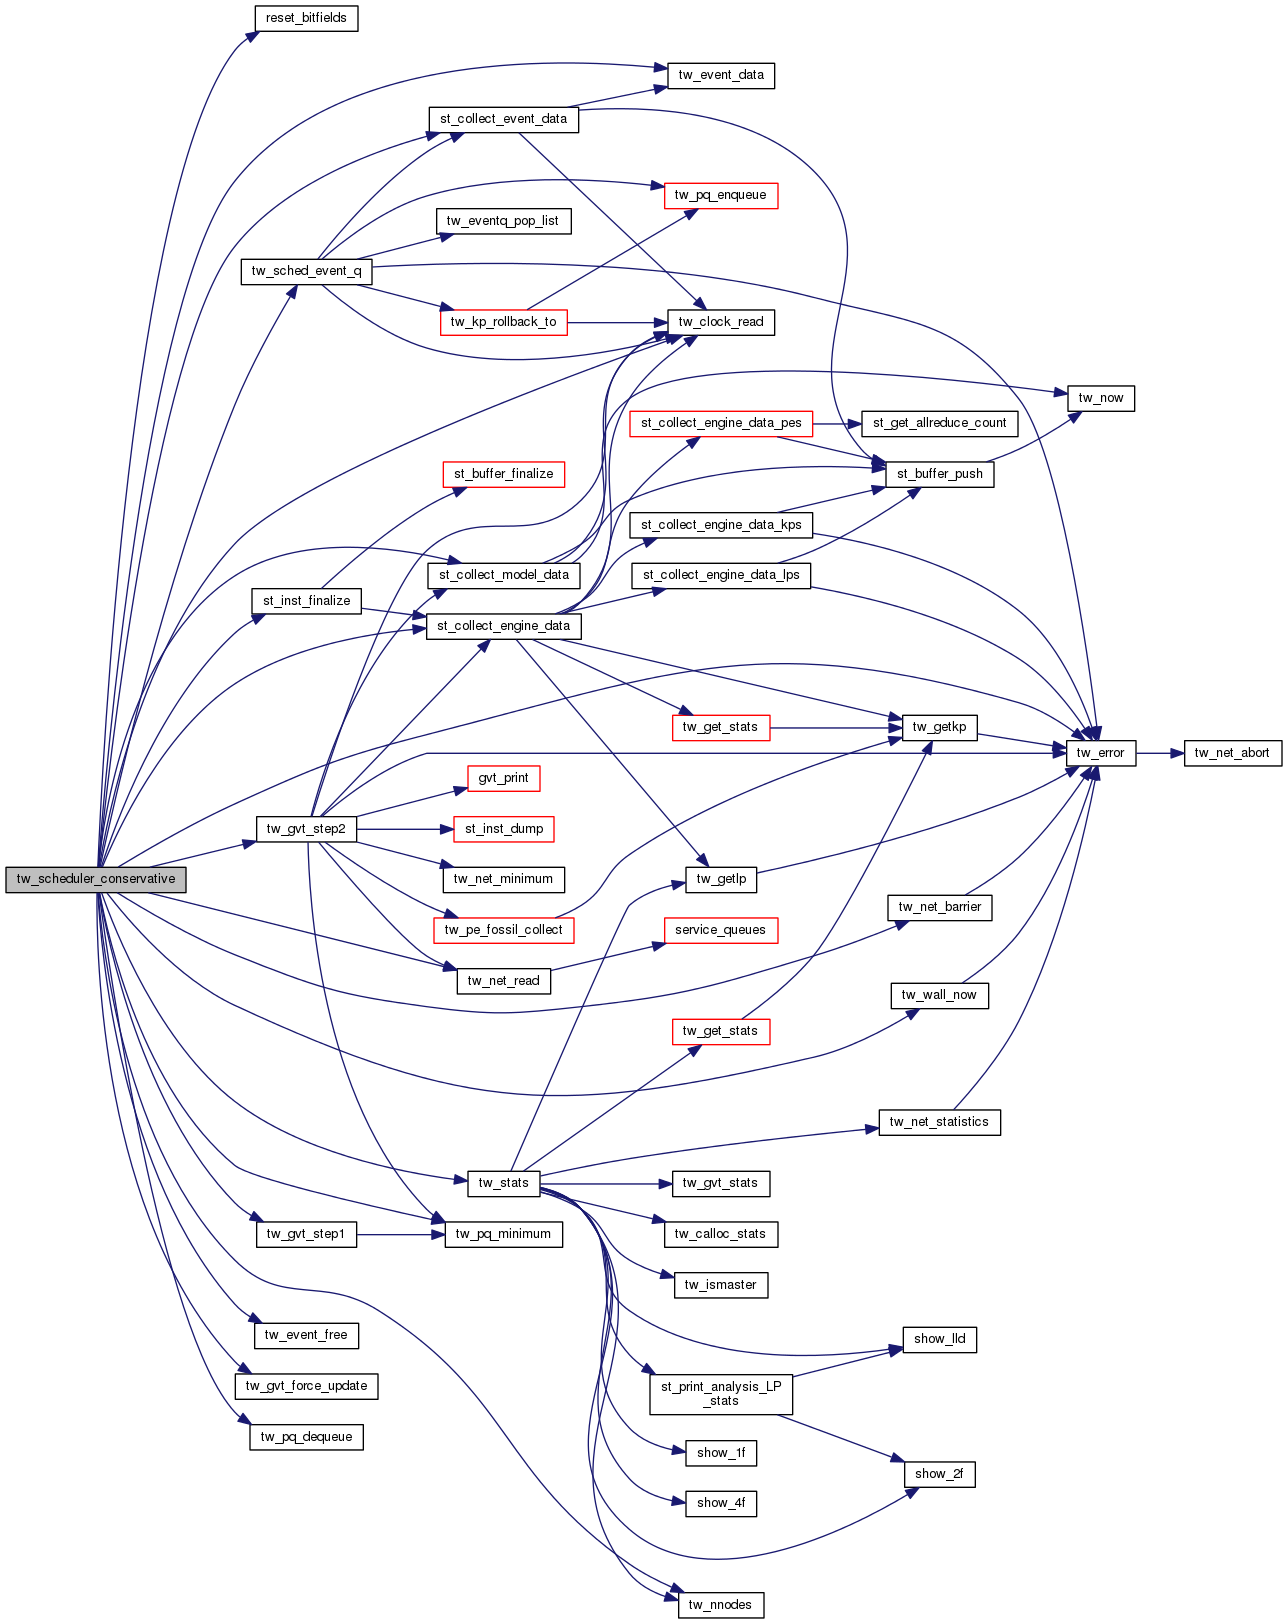 reset_bitfields
tw_event_data
st_collect_event_data
tw_pq_enqueue
tw_eventq_pop_list
tw_sched_event_q
tw_kp_rollback_to
tw_clock_read
tw_now
st_collect_engine_data_pes
st_get_allreduce_count
st_buffer_finalize
st_buffer_push
st_collect_engine_data_kps
st_collect_model_data
st_collect_engine_data_lps
st_inst_finalize
st_collect_engine_data
tw_get_stats
tw_getkp
tw_error
tw_net_abort
gvt_print
tw_gvt_step2
st_inst_dump
tw_scheduler_conservative
tw_net_minimum
tw_getlp
tw_net_barrier
tw_pe_fossil_collect
service_queues
tw_net_read
tw_wall_now
tw_get_stats
tw_net_statistics
tw_stats
tw_gvt_stats
tw_gvt_step1
tw_pq_minimum
tw_calloc_stats
tw_ismaster
tw_event_free
show_lld
tw_gvt_force_update
st_print_analysis_LP
_stats
tw_pq_dequeue
show_1f
show_2f
show_4f
tw_nnodes